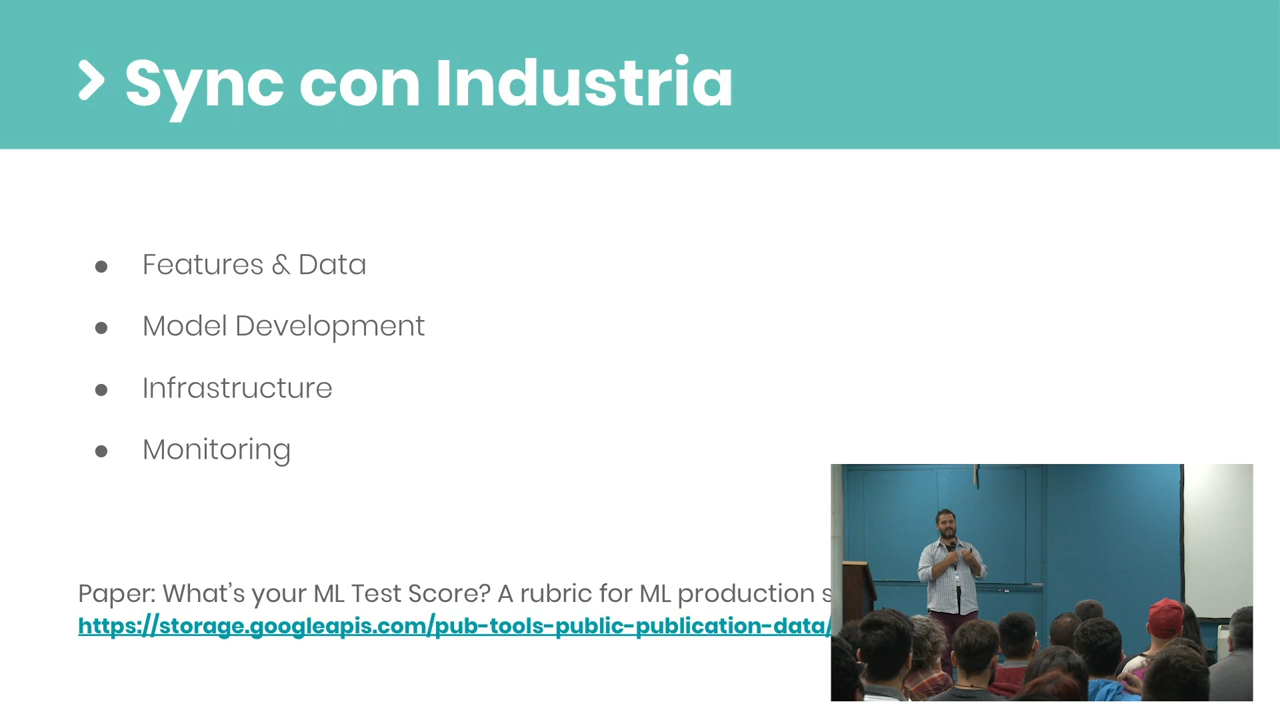 Sync con Industria
● Features & Data
● Model Development
● Infrastructure
● Monitoring
Paper: What's your ML Test Score? A rubric for ML production
https://storage.googleapis.com/pub-tools-public-publication-data/